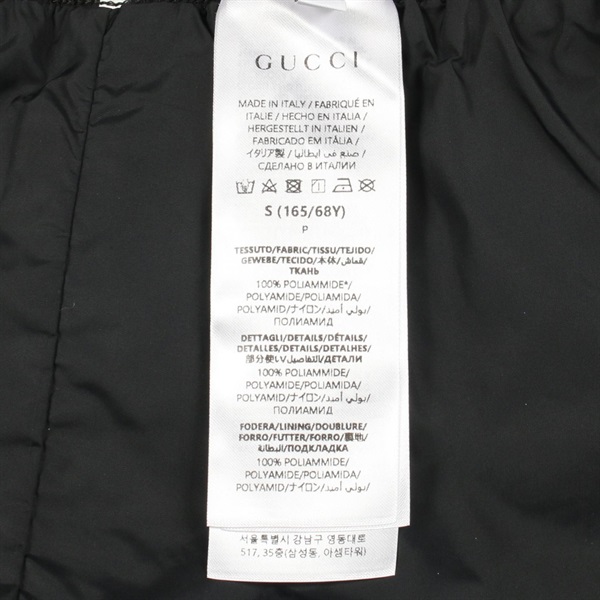 GUCCI
MADE IN ITALY / FABRIQUÉ EN
ITALIE / HECHO EN ITALIA /
HERGESTELLT IN ITALIEN /
FABRICADO EM ITÁLIA /
イタリア製 / صنع في ايطاليا /
СДЕЛАНО В ИТАЛИИ
P
S (165/68Y)
P
TESSUTO/FABRIC/TISSU/TEJIDO/
GEWEBE/TECIDO/本体/قماش/
ТКАНЬ
100% POLIAMMIDE*/
POLYAMIDE/POLIAMIDA/
POLYAMID/ナイロン/بولي أميد/
ПОЛИАМИД
DETTAGLI/DETAILS/DÉTAILS/
DETALLES/DETAILS/DETALHES/
部分使い/التفاصيل/ДЕТАЛИ
100% POLIAMMIDE/
POLYAMIDE/POLIAMIDA/
POLYAMID/ナイロン/بولي أميد/
ПОЛИАМИД
FODERA/LINING/DOUBLURE/
FORRO/FUTTER/FORRO/胴地/
البطانة/ПОДКЛАДКА
100% POLIAMMIDE/
POLYAMIDE/POLIAMIDA/
POLYAMID/ナイロン/بولي أميد/
서울특별시 강남구 영동대로
517, 35층(삼성동, 아셈타워)